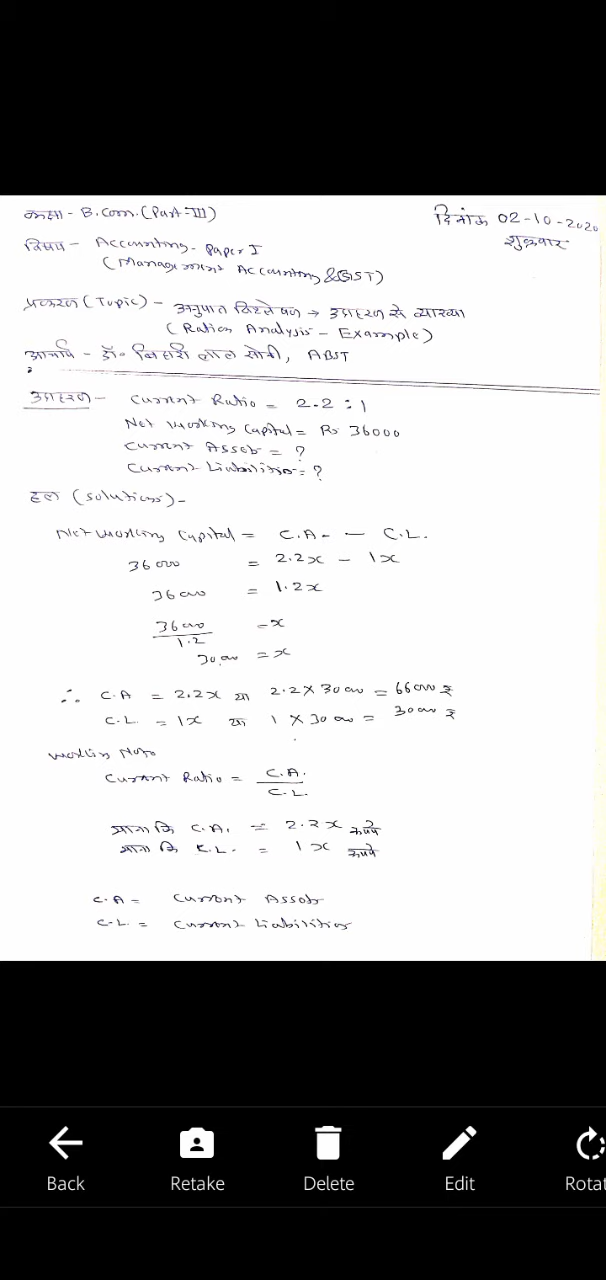 कक्षा - B.Com. (Part-III)
दिनांक 02-10-2020
शुक्रवार
विषय - Accounting - Paper I
(Management Accounting & GST)
प्रकरण (Topic) - अनुपात विश्लेषण → उदाहरण से व्याख्या
(Ratios Analysis - Example)
आचार्य - डॉ. बिहारी लाल सोनी, ABST
उदाहरण - Current Ratio = 2.2 : 1
Net Working Capital = Rs 36000
Current Assets = ?
Current Liabilities = ?
हल (Solutions) -
Net Working Capital = C.A. - C.L.
36000 = 2.2x - 1x
36000 = 1.2x
36000/1.2 = x
30000 = x
∴ C.A = 2.2x या 2.2 X 30000 = 66000 ₹
C.L. = 1x या 1 X 30000 = 30000 ₹
Working Note
Current Ratio = C.A./C.L.
माना कि C.A. = 2.2x रुपये
माना कि C.L. = 1x रुपये
C.A = Current Assets
C.L. = Current Liabilities
Back
Retake
Delete
Edit
Rotat